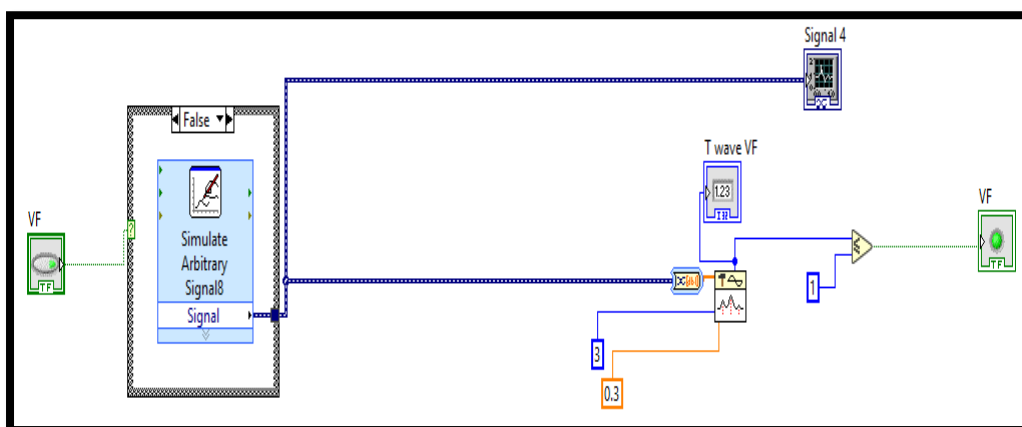 Signal 4
False
T wave VF
1.23
VF
?
TF
Simulate
Arbitrary
Signal8
Signal
VF
TF
1
3
0.3